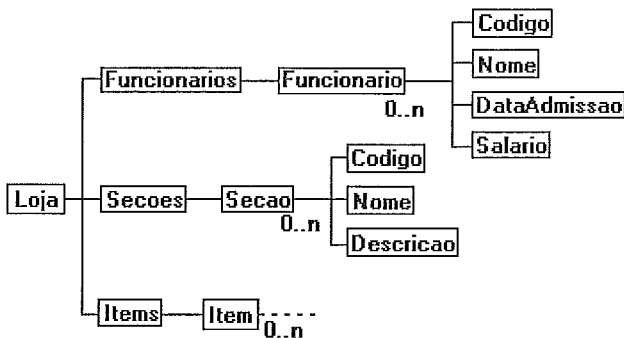 Codigo
Nome
Funcionarios
Funcionario
0..n
DataAdmissao
Salario
Codigo
Loja
Secoes
Secao
0..n
Nome
Descricao
Items
Item
0..n